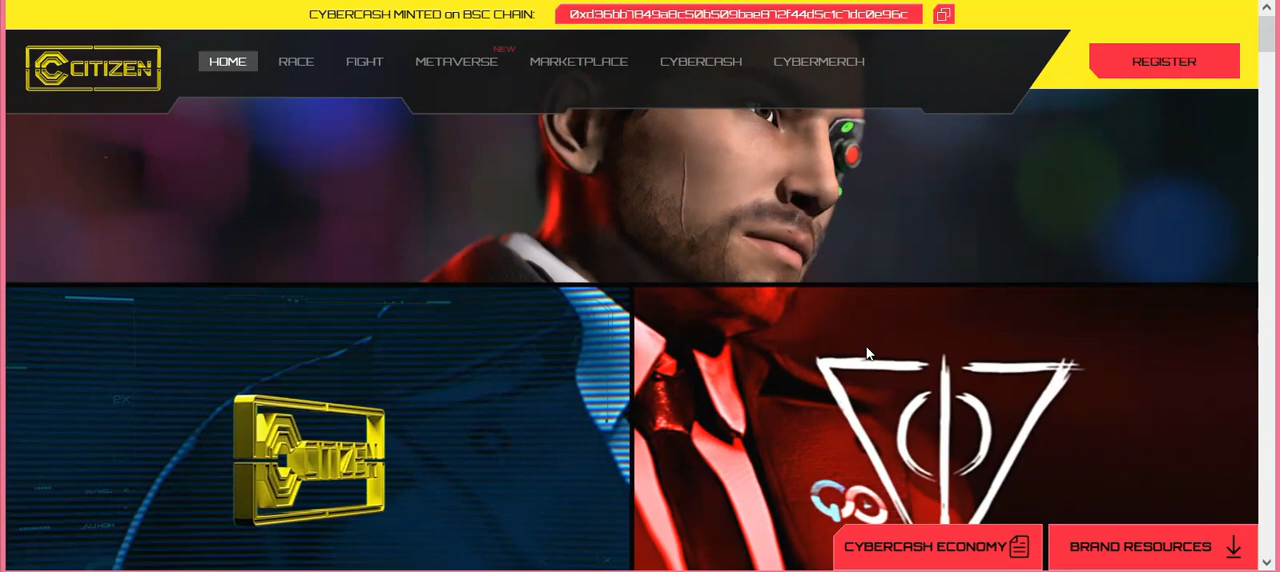 CYBERCASH MINTED on BSC CHAIN: 0xd36bb7849a8c50b509bae872f44d5c1c7dc0e96c
CITIZEN
HOME RACE FIGHT METAVERSE NEW MARKETPLACE CYBERCASH CYBERMERCH
REGISTER
CITIZEN
CYBERCASH ECONOMY
BRAND RESOURCES